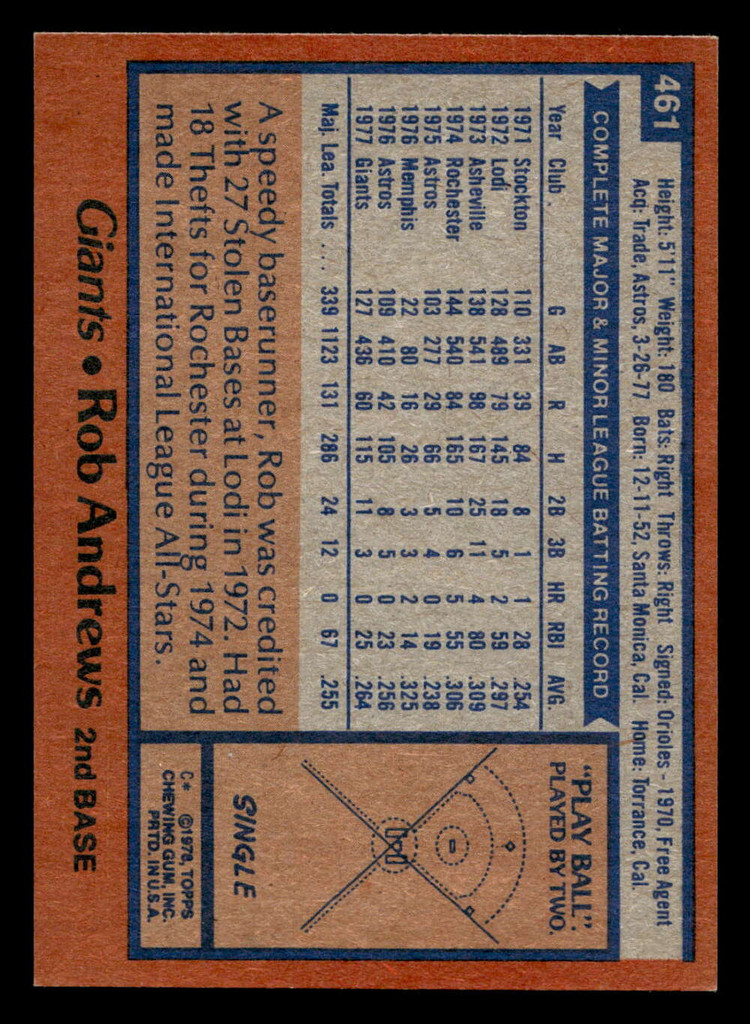 461
Height: 5'11" Weight: 180 Bats: Right Throws: Right Signed: Orioles - 1970, Free Agent
Acq: Trade, Astros, 3-26-77 Born: 12-11-52, Santa Monica, Cal. Home: Torrance, Cal.
COMPLETE MAJOR & MINOR LEAGUE BATTING RECORD
Year Club . G AB R H 2B 3B HR RBI AVG.
1971 Stockton 110 331 39 84 8 1 1 28 .254
1972 Lodi 128 489 79 145 18 5 2 59 .297
1973 Asheville 138 541 98 167 25 11 4 80 .309
1974 Rochester 144 540 84 165 10 6 5 55 .306
1975 Astros 103 277 29 66 5 4 0 19 .238
1976 Memphis 22 80 16 26 3 3 2 14 .325
1976 Astros 109 410 42 105 8 5 0 23 .256
1977 Giants 127 436 60 115 11 3 0 25 .264
Maj. Lea. Totals ... 339 1123 131 286 24 12 0 67 .255
A speedy baserunner, Rob was credited
with 27 Stolen Bases at Lodi in 1972. Had
18 Thefts for Rochester during 1974 and
made International League All-Stars.
"PLAY BALL".
PLAYED BY TWO.
SINGLE
C* ©1978, TOPPS
CHEWING GUM, INC.
PRTD. IN U.S.A.
Giants • Rob Andrews 2nd BASE